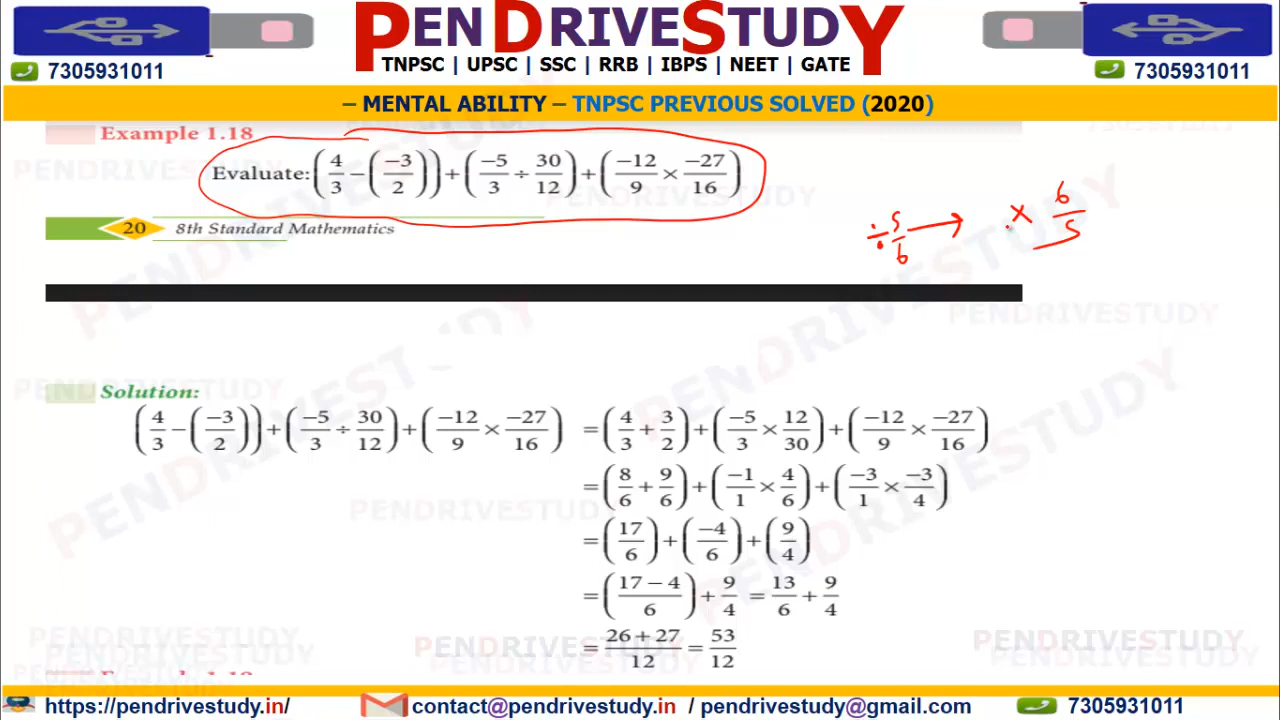 PENDRIVESTUDY
TNPSC | UPSC | SSC | RRB | IBPS | NEET | GATE
7305931011
7305931011
– MENTAL ABILITY – TNPSC PREVIOUS SOLVED (2020)
Example 1.18
Evaluate: (4/3 − (−3/2)) + (−5/3 ÷ 30/12) + (−12/9 × −27/16)
÷ 5/6 → × 6/5
20 8th Standard Mathematics
Solution:
(4/3 − (−3/2)) + (−5/3 ÷ 30/12) + (−12/9 × −27/16) = (4/3 + 3/2) + (−5/3 × 12/30) + (−12/9 × −27/16)
= (8/6 + 9/6) + (−1/1 × 4/6) + (−3/1 × −3/4)
= (17/6) + (−4/6) + (9/4)
= ((17 − 4)/6) + 9/4 = 13/6 + 9/4
= (26 + 27)/12 = 53/12
PENDRIVESTUDY
https://pendrivestudy.in/ contact@pendrivestudy.in / pendrivestudy@gmail.com 7305931011